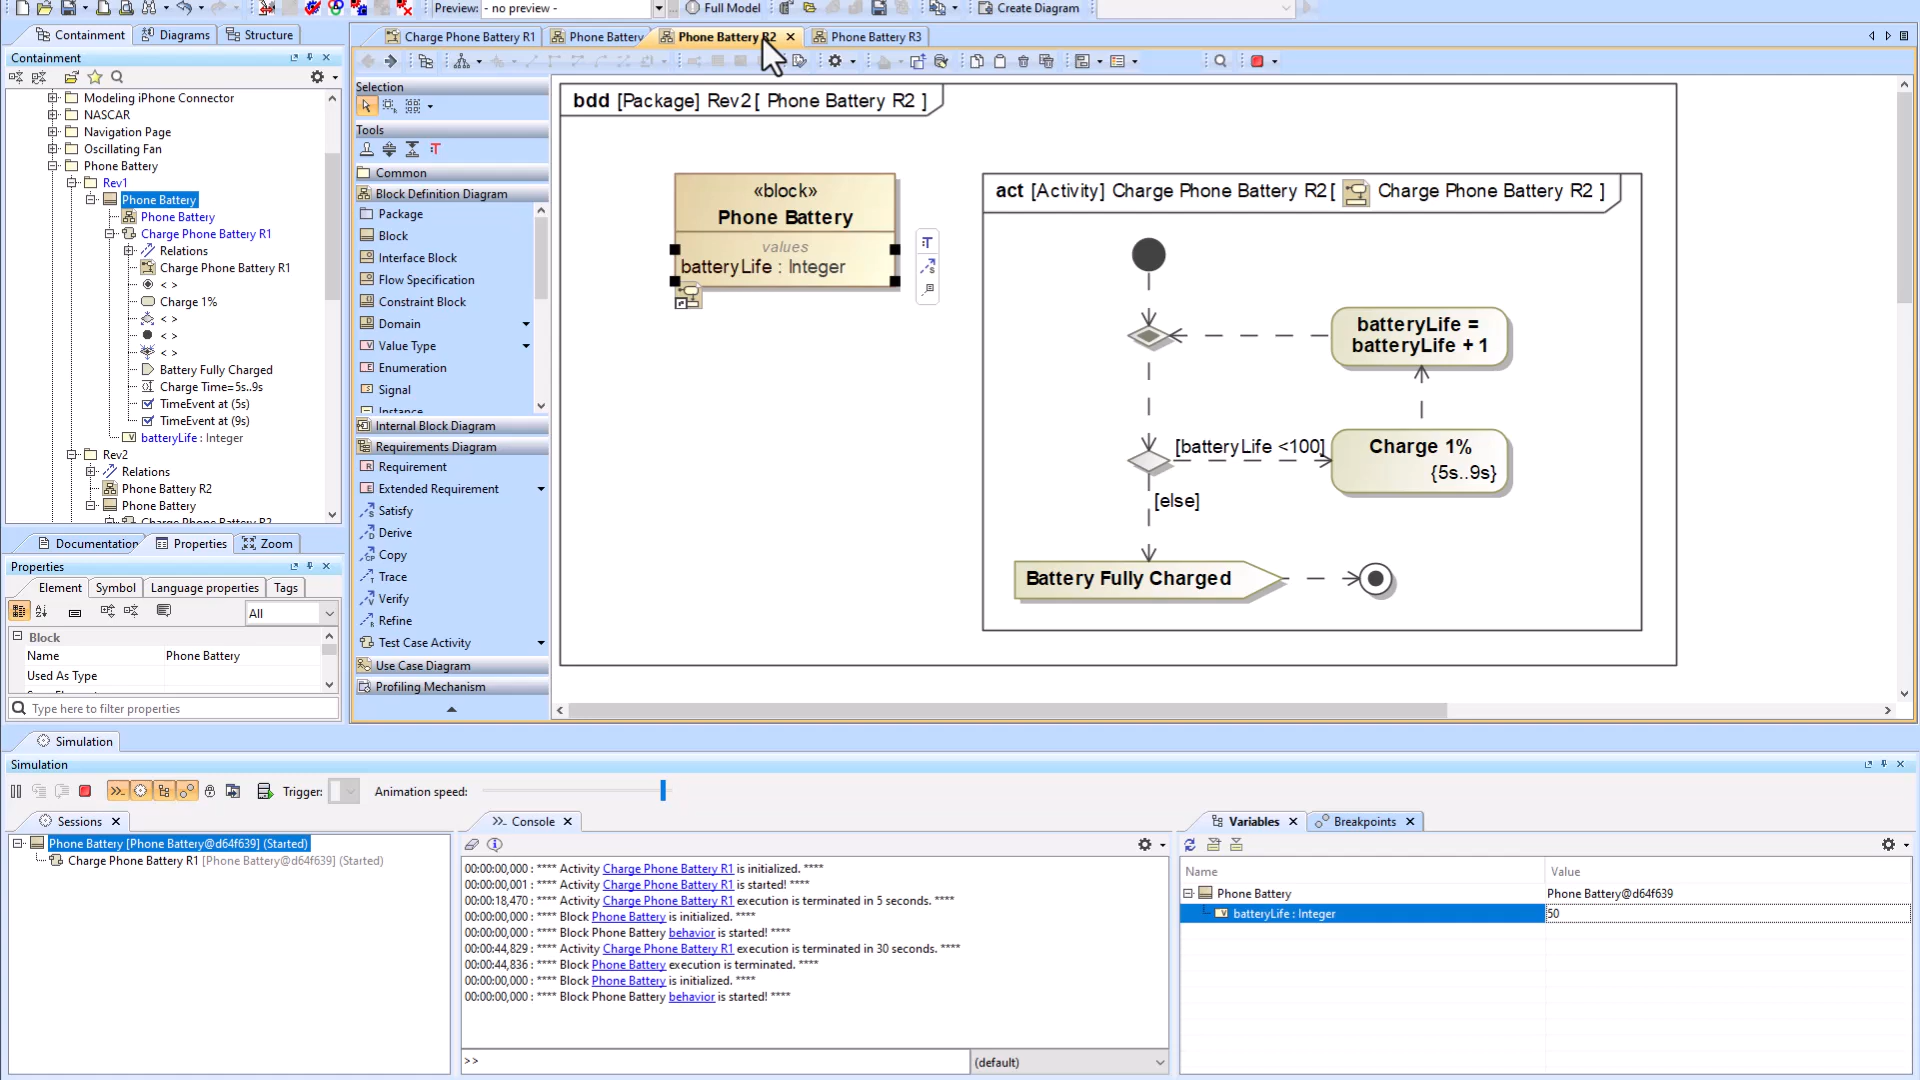 Preview: - no preview -
Full Model
Create Diagram
Containment
Diagrams
Structure
Charge Phone Battery R1
Phone Battery
Phone Battery R2
Phone Battery R3
Containment
Modeling iPhone Connector
NASCAR
Navigation Page
Oscillating Fan
Phone Battery
Rev1
Phone Battery
Phone Battery
Charge Phone Battery R1
Relations
Charge Phone Battery R1
< >
Charge 1%
< >
< >
< >
Battery Fully Charged
Charge Time=5s..9s
TimeEvent at (5s)
TimeEvent at (9s)
batteryLife : Integer
Rev2
Relations
Phone Battery R2
Phone Battery
Charge Phone Battery R2
Documentation
Properties
Zoom
Properties
Element
Symbol
Language properties
Tags
All
Block
Name
Phone Battery
Used As Type
Type here to filter properties
Selection
Tools
Common
Block Definition Diagram
Package
Block
Interface Block
Flow Specification
Constraint Block
Domain
Value Type
Enumeration
Signal
Instance
Internal Block Diagram
Requirements Diagram
Requirement
Extended Requirement
Satisfy
Derive
Copy
Trace
Verify
Refine
Test Case Activity
Use Case Diagram
Profiling Mechanism
bdd [Package] Rev2[ Phone Battery R2 ]
«block»
Phone Battery
values
batteryLife : Integer
act [Activity] Charge Phone Battery R2[ Charge Phone Battery R2 ]
batteryLife =
batteryLife + 1
[batteryLife <100]
Charge 1%
{5s..9s}
[else]
Battery Fully Charged
Simulation
Simulation
Trigger:
Animation speed:
Sessions
Phone Battery [Phone Battery@d64f639] (Started)
Charge Phone Battery R1 [Phone Battery@d64f639] (Started)
Console
00:00:00,000 : **** Activity Charge Phone Battery R1 is initialized. ****
00:00:00,001 : **** Activity Charge Phone Battery R1 is started! ****
00:00:18,470 : **** Activity Charge Phone Battery R1 execution is terminated in 5 seconds. ****
00:00:00,000 : **** Block Phone Battery is initialized. ****
00:00:00,000 : **** Block Phone Battery behavior is started! ****
00:00:44,829 : **** Activity Charge Phone Battery R1 execution is terminated in 30 seconds. ****
00:00:44,836 : **** Block Phone Battery execution is terminated. ****
00:00:00,000 : **** Block Phone Battery is initialized. ****
00:00:00,000 : **** Block Phone Battery behavior is started! ****
>>
(default)
Variables
Breakpoints
Name
Value
Phone Battery
Phone Battery@d64f639
batteryLife : Integer
50